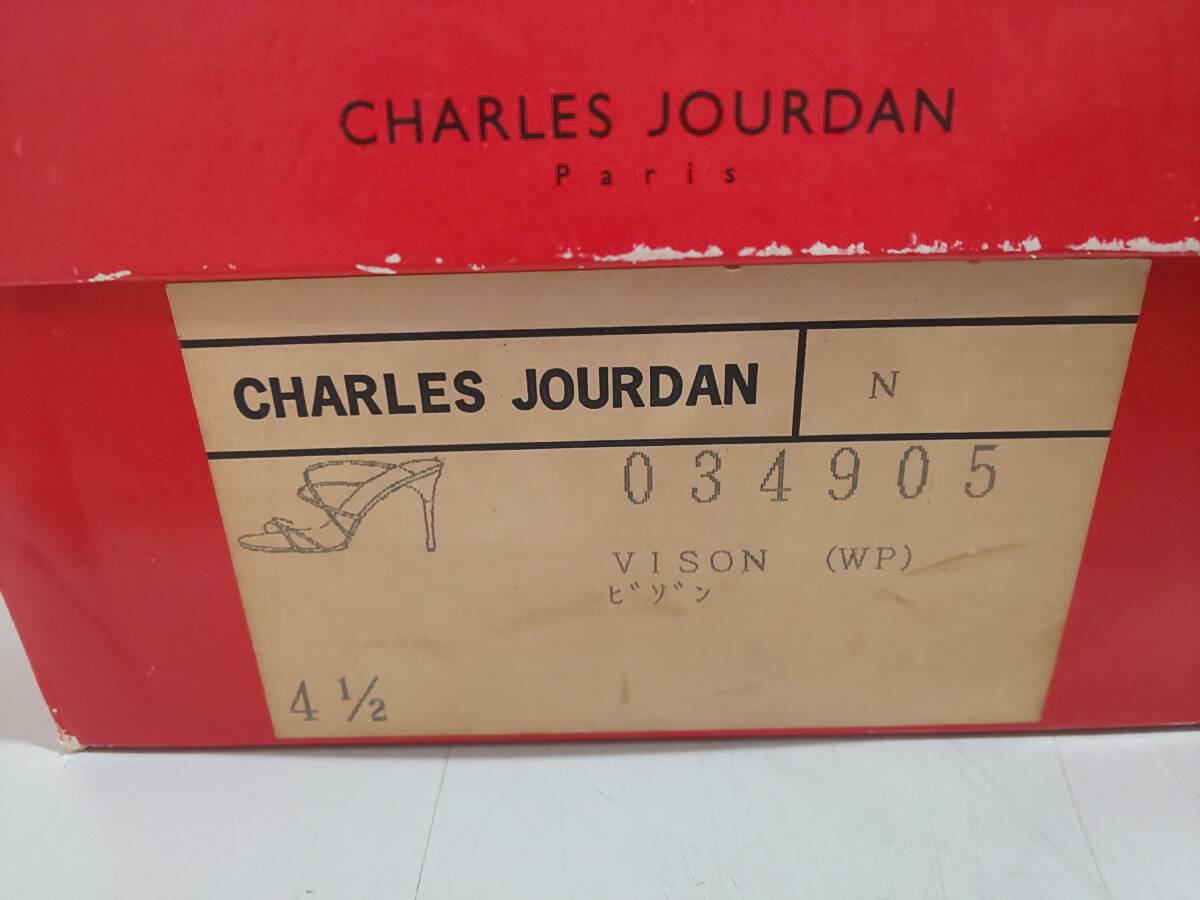 CHARLES JOURDAN
Paris
CHARLES JOURDAN N
034905
VISON (WP)
ビゾン
4 ½